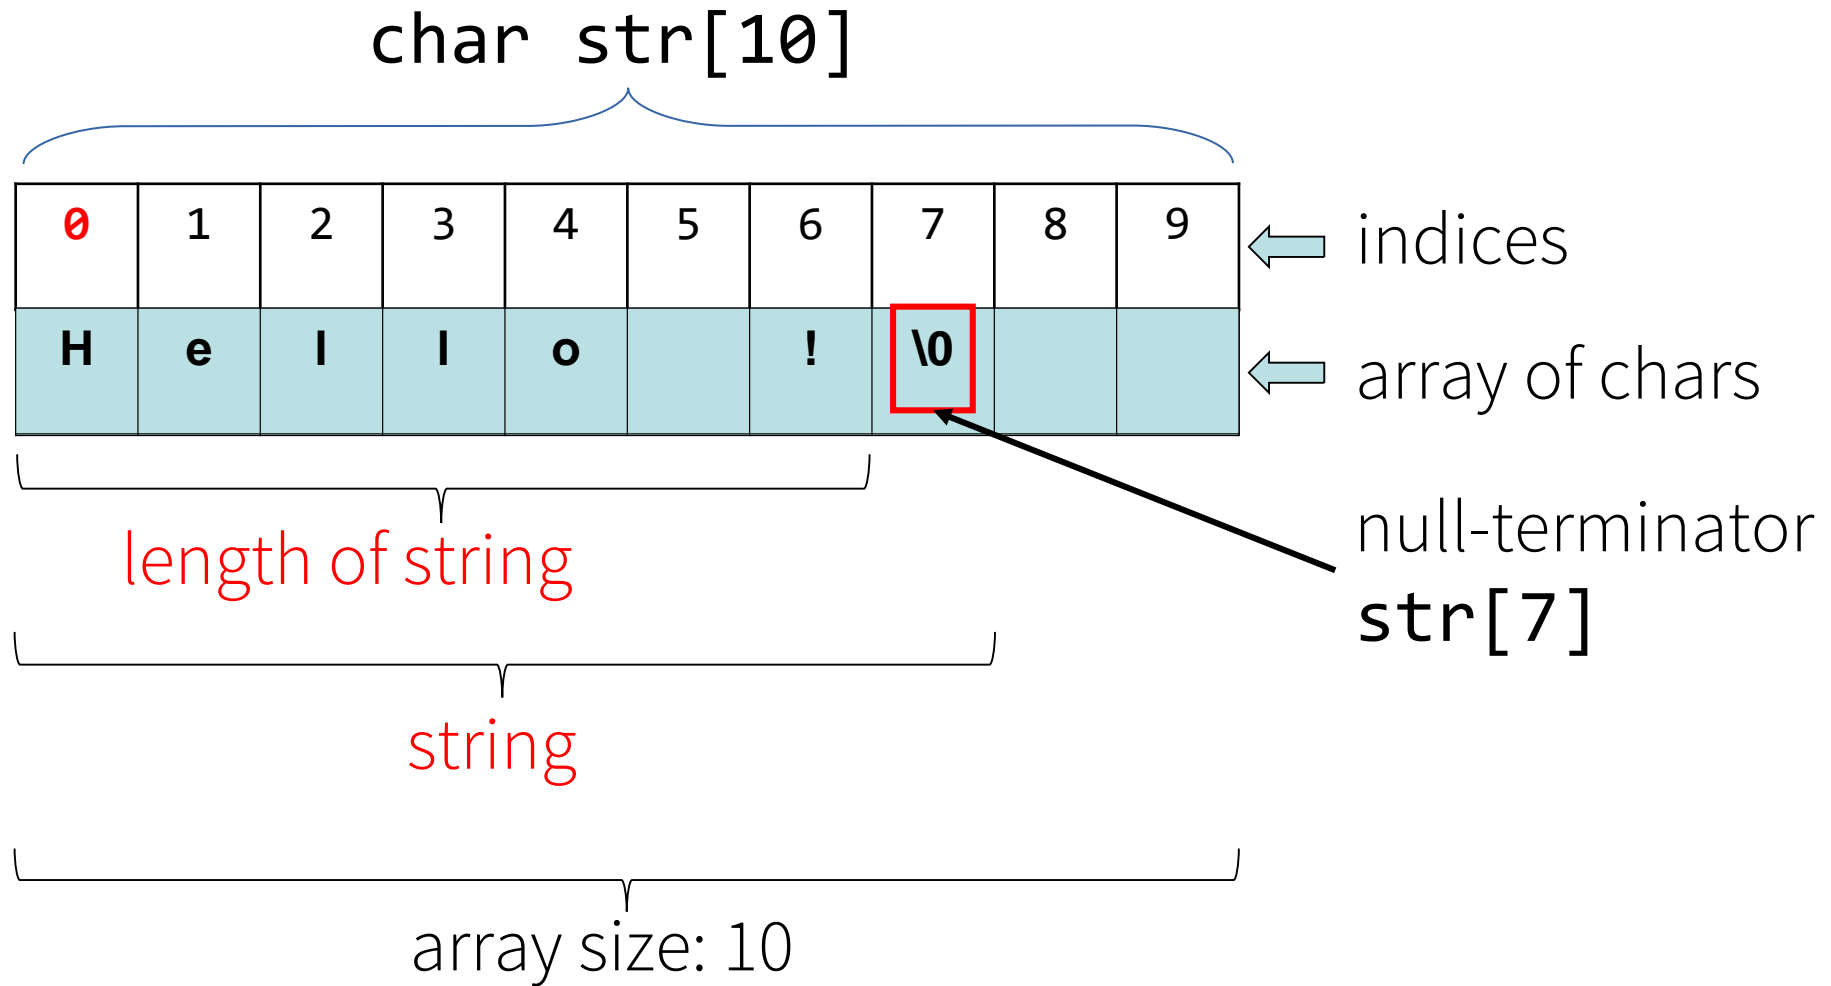 char str[10]
0 1 2 3 4 5 6 7 8 9
indices
H e l l o ! \0
array of chars
length of string
null-terminator
str[7]
string
array size: 10